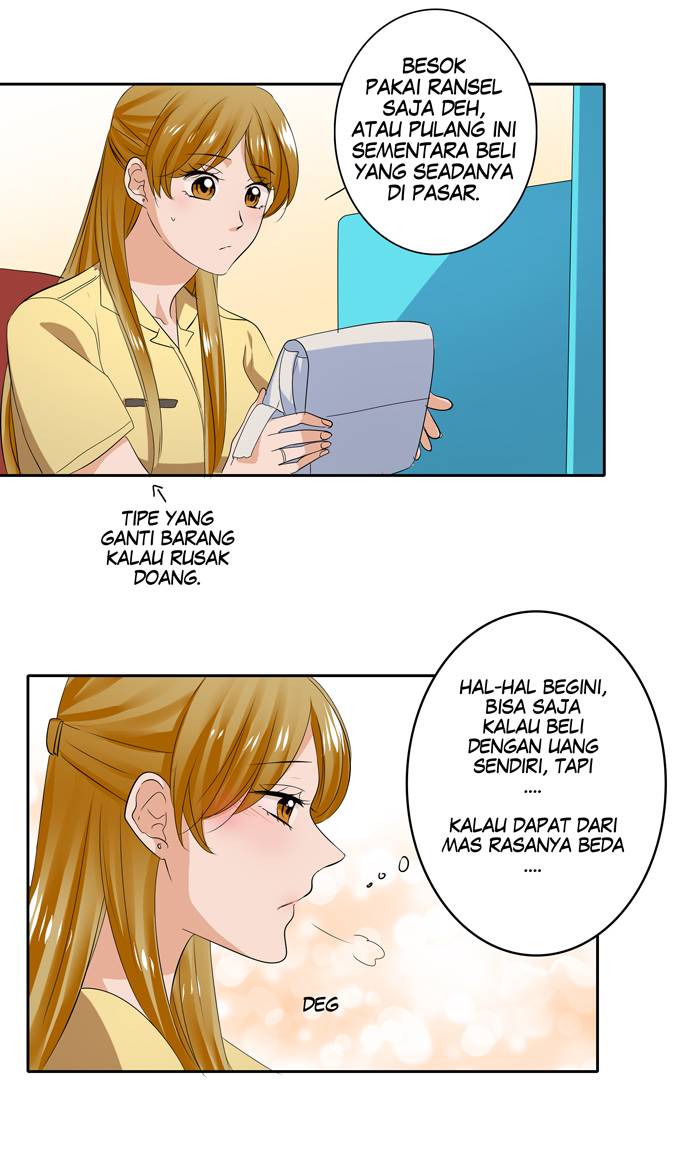 BESOK
PAKAI RANSEL
SAJA DEH,
ATAU PULANG INI
SEMENTARA BELI
YANG SEADANYA
DI PASAR.
TIPE YANG
GANTI BARANG
KALAU RUSAK
DOANG.
HAL-HAL BEGINI,
BISA SAJA
KALAU BELI
DENGAN UANG
SENDIRI, TAPI
....
KALAU DAPAT DARI
MAS RASANYA BEDA
....
DEG